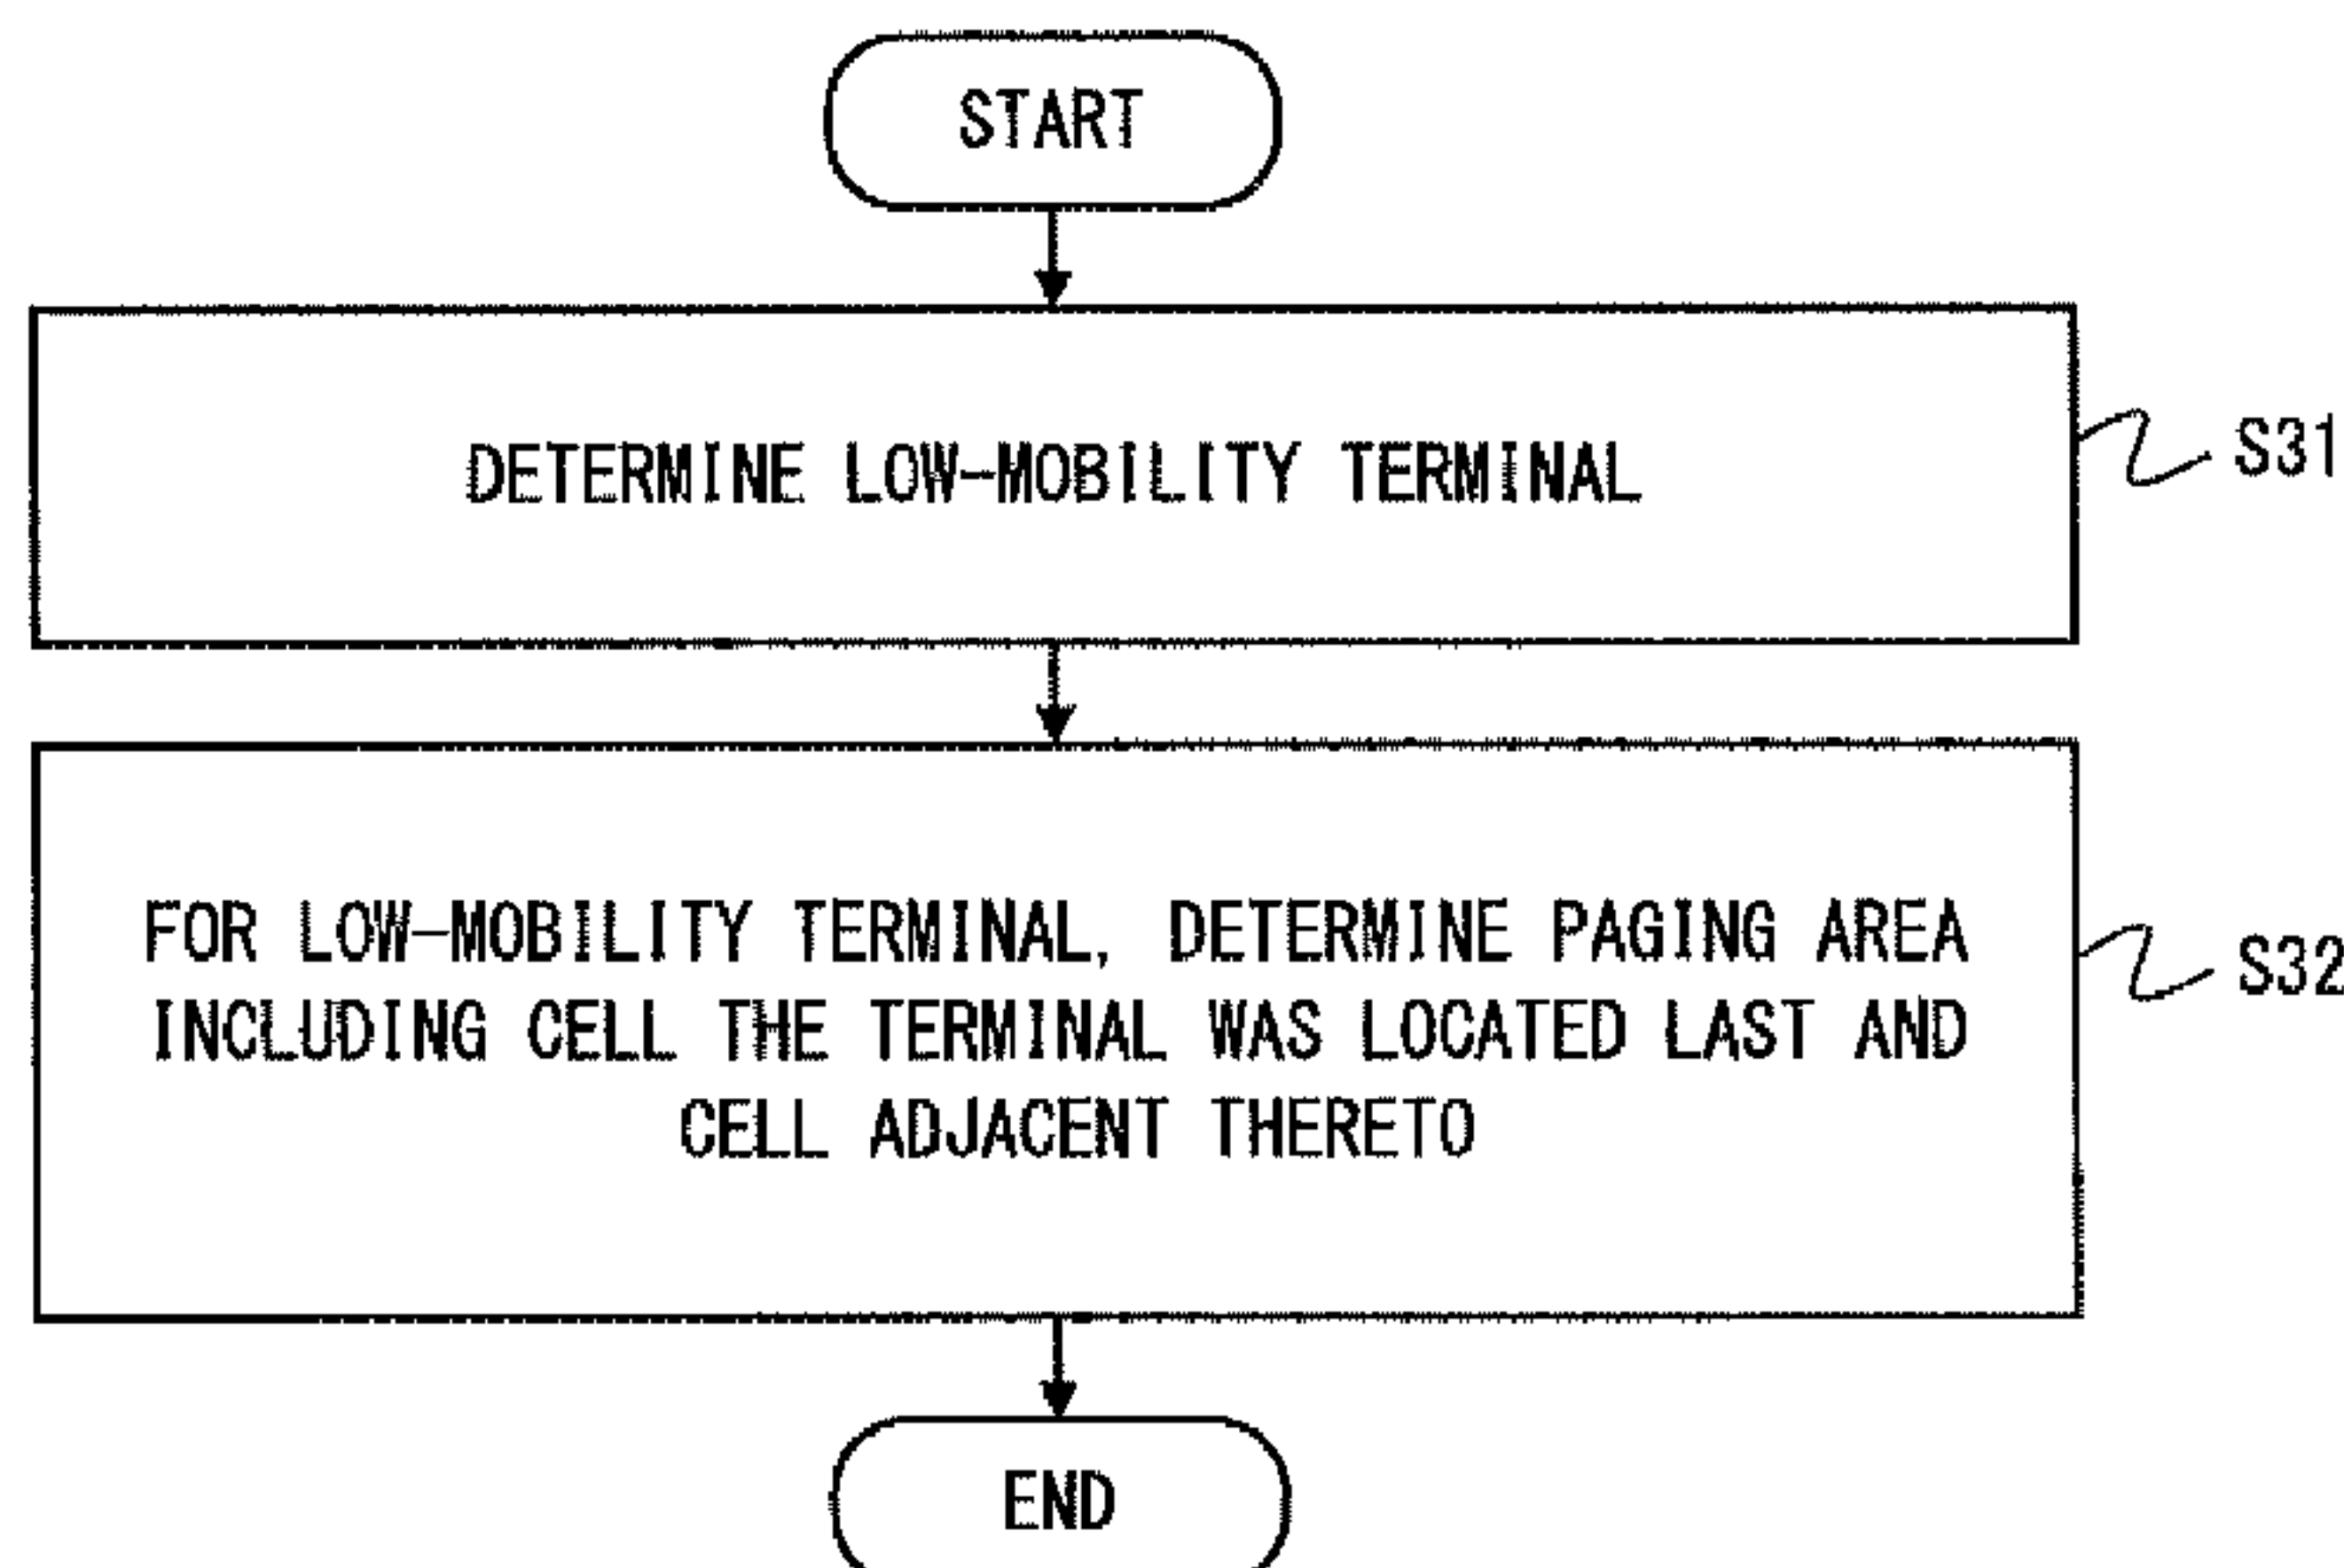 START
DETERMINE LOW-MOBILITY TERMINAL
S31
FOR LOW-MOBILITY TERMINAL, DETERMINE PAGING AREA
INCLUDING CELL THE TERMINAL WAS LOCATED LAST AND
CELL ADJACENT THERETO
S32
END